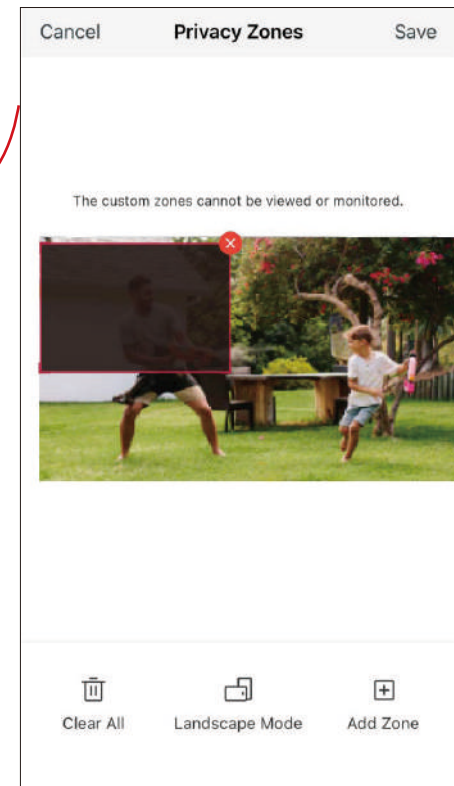 Cancel Privacy Zones Save
The custom zones cannot be viewed or monitored.
Clear All Landscape Mode Add Zone